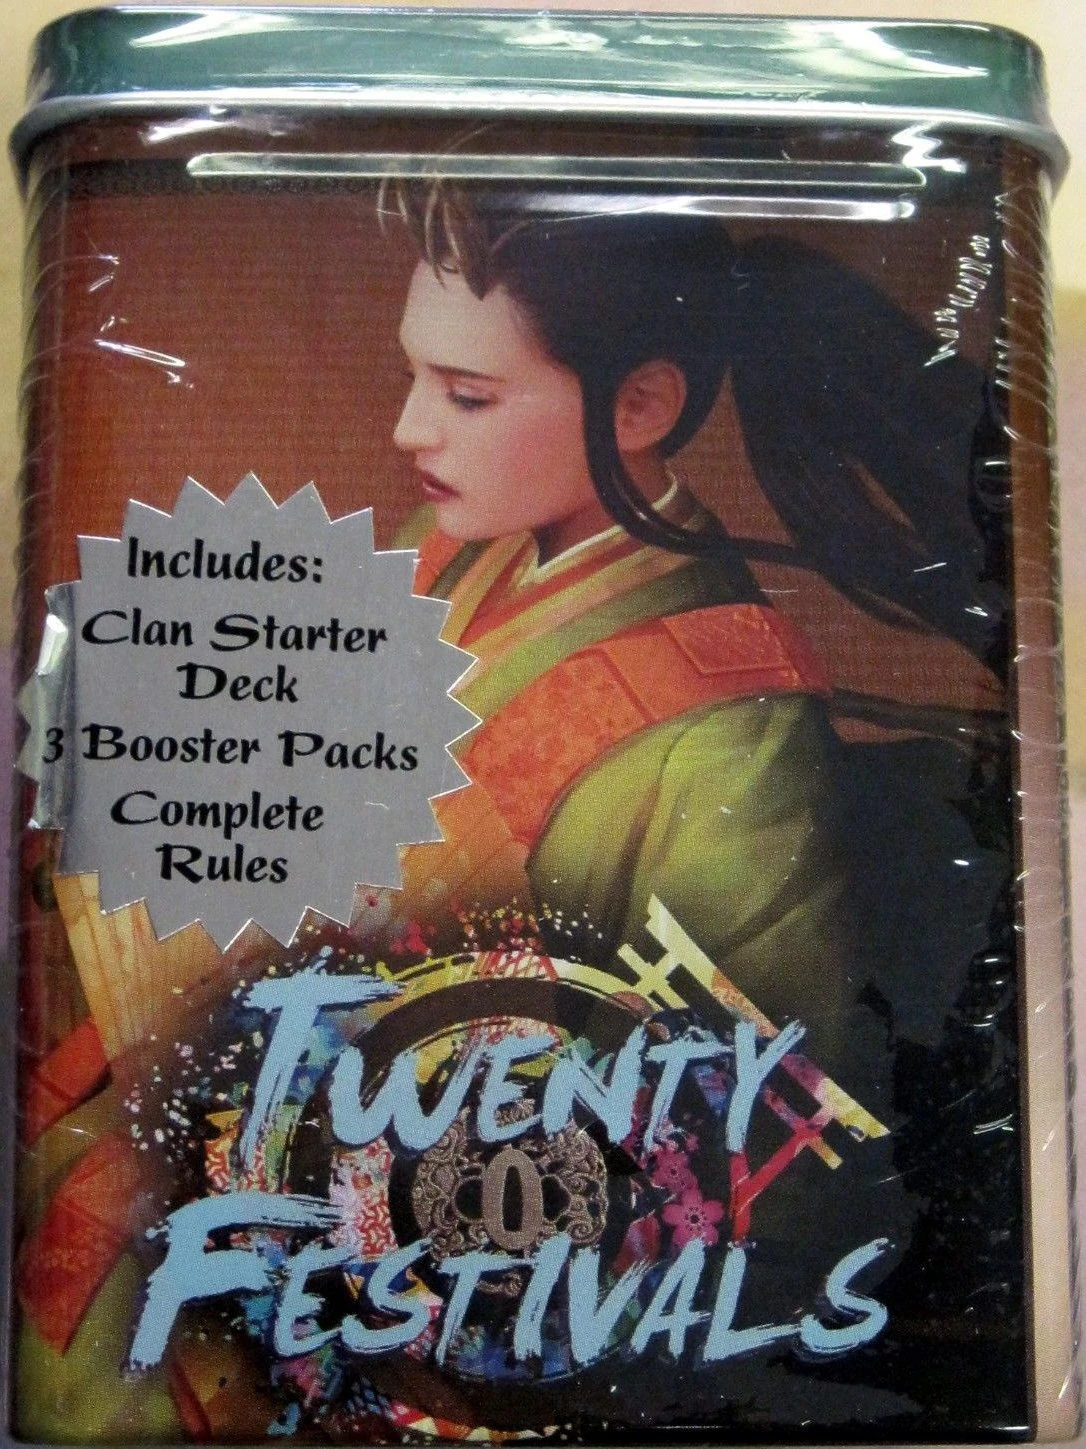 Includes:
Clan Starter
Deck
3 Booster Packs
Complete
Rules
Twenty
Festivals